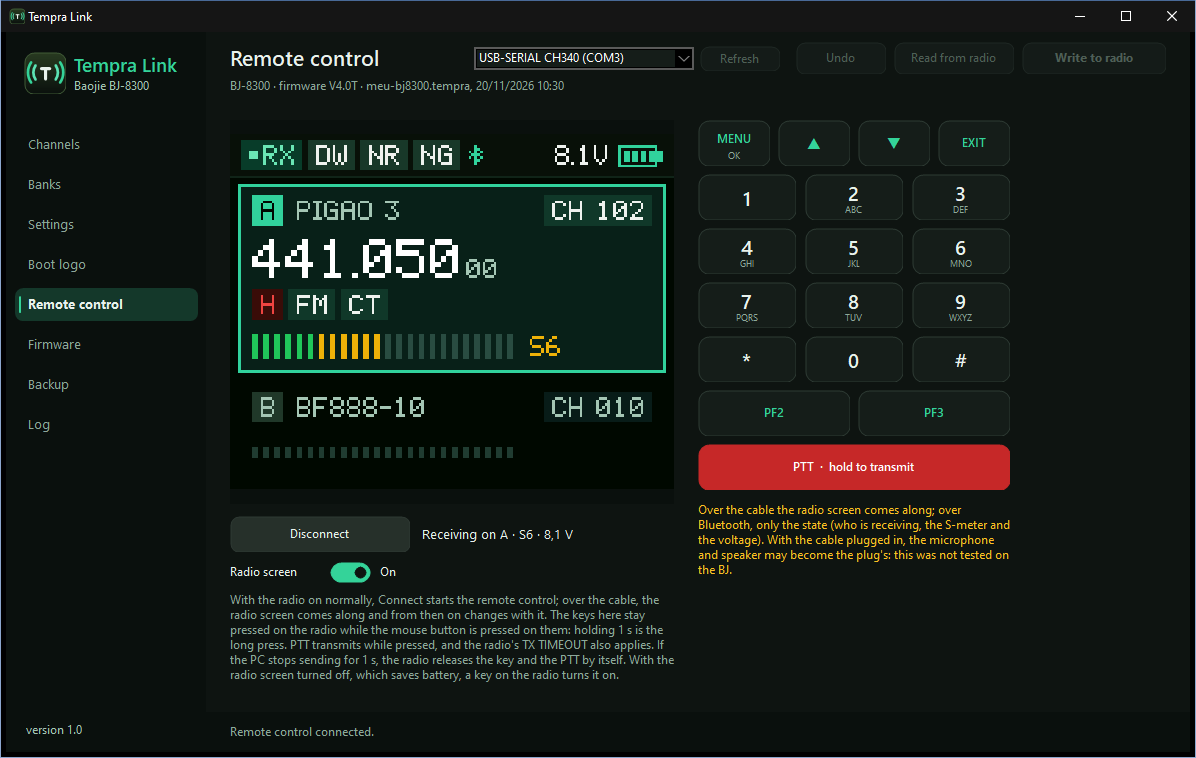 (T) Tempra Link
(T) Tempra Link
Baojie BJ-8300
Channels
Banks
Settings
Boot logo
Remote control
Firmware
Backup
Log
version 1.0
Remote control
USB-SERIAL CH340 (COM3)
Refresh
Undo
Read from radio
Write to radio
BJ-8300 · firmware V4.0T · meu-bj8300.tempra, 20/11/2026 10:30
RX DW NR NG 8.1V
A PIGAO 3 CH 102
441.05000
H FM CT
S6
B BF888-10 CH 010
MENU
OK
▲
▼
EXIT
1
2
ABC
3
DEF
4
GHI
5
JKL
6
MNO
7
PQRS
8
TUV
9
WXYZ
*
0
#
PF2
PF3
PTT · hold to transmit
Over the cable the radio screen comes along; over
Bluetooth, only the state (who is receiving, the S-meter and
the voltage). With the cable plugged in, the microphone
and speaker may become the plug's: this was not tested on
the BJ.
Disconnect
Receiving on A · S6 · 8,1 V
Radio screen
On
With the radio on normally, Connect starts the remote control; over the cable, the
radio screen comes along and from then on changes with it. The keys here stay
pressed on the radio while the mouse button is pressed on them: holding 1 s is the
long press. PTT transmits while pressed, and the radio's TX TIMEOUT also applies. If
the PC stops sending for 1 s, the radio releases the key and the PTT by itself. With the
radio screen turned off, which saves battery, a key on the radio turns it on.
Remote control connected.